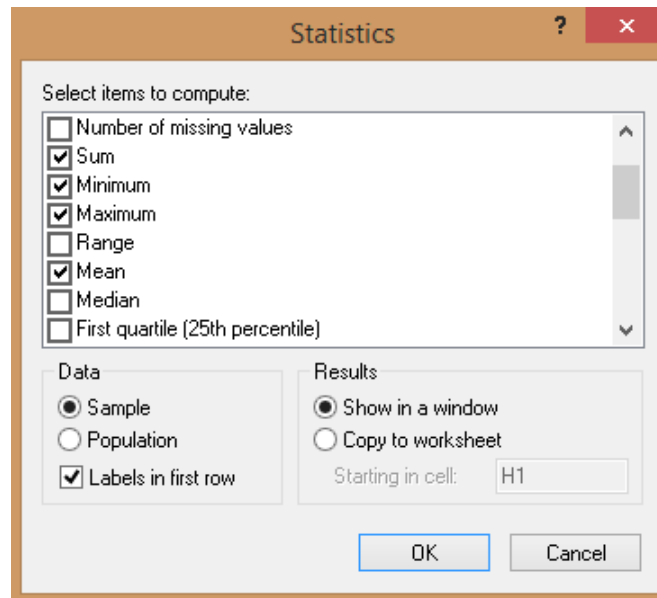 Statistics
?
Select items to compute:
Number of missing values
Sum
Minimum
Maximum
Range
Mean
Median
First quartile (25th percentile)
Data
Sample
Population
Labels in first row
Results
Show in a window
Copy to worksheet
Starting in cell: H1
OK Cancel